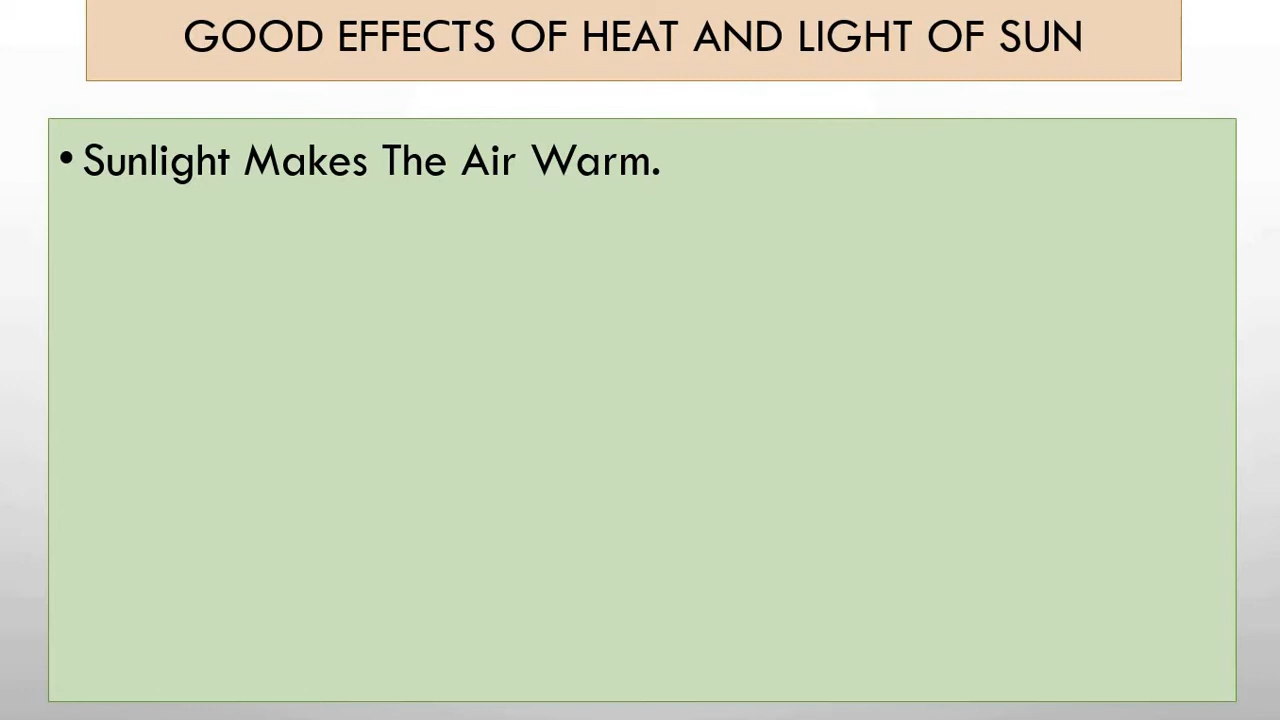 GOOD EFFECTS OF HEAT AND LIGHT OF SUN
• Sunlight Makes The Air Warm.